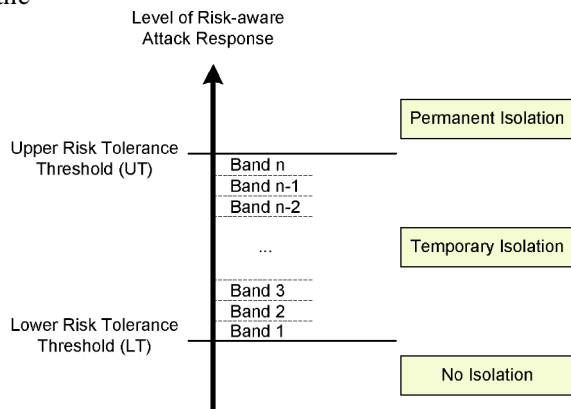 the
Level of Risk-aware
Attack Response
Permanent Isolation
Upper Risk Tolerance
Threshold (UT)
Band n
Band n-1
Band n-2
...
Temporary Isolation
Band 3
Band 2
Band 1
Lower Risk Tolerance
Threshold (LT)
No Isolation